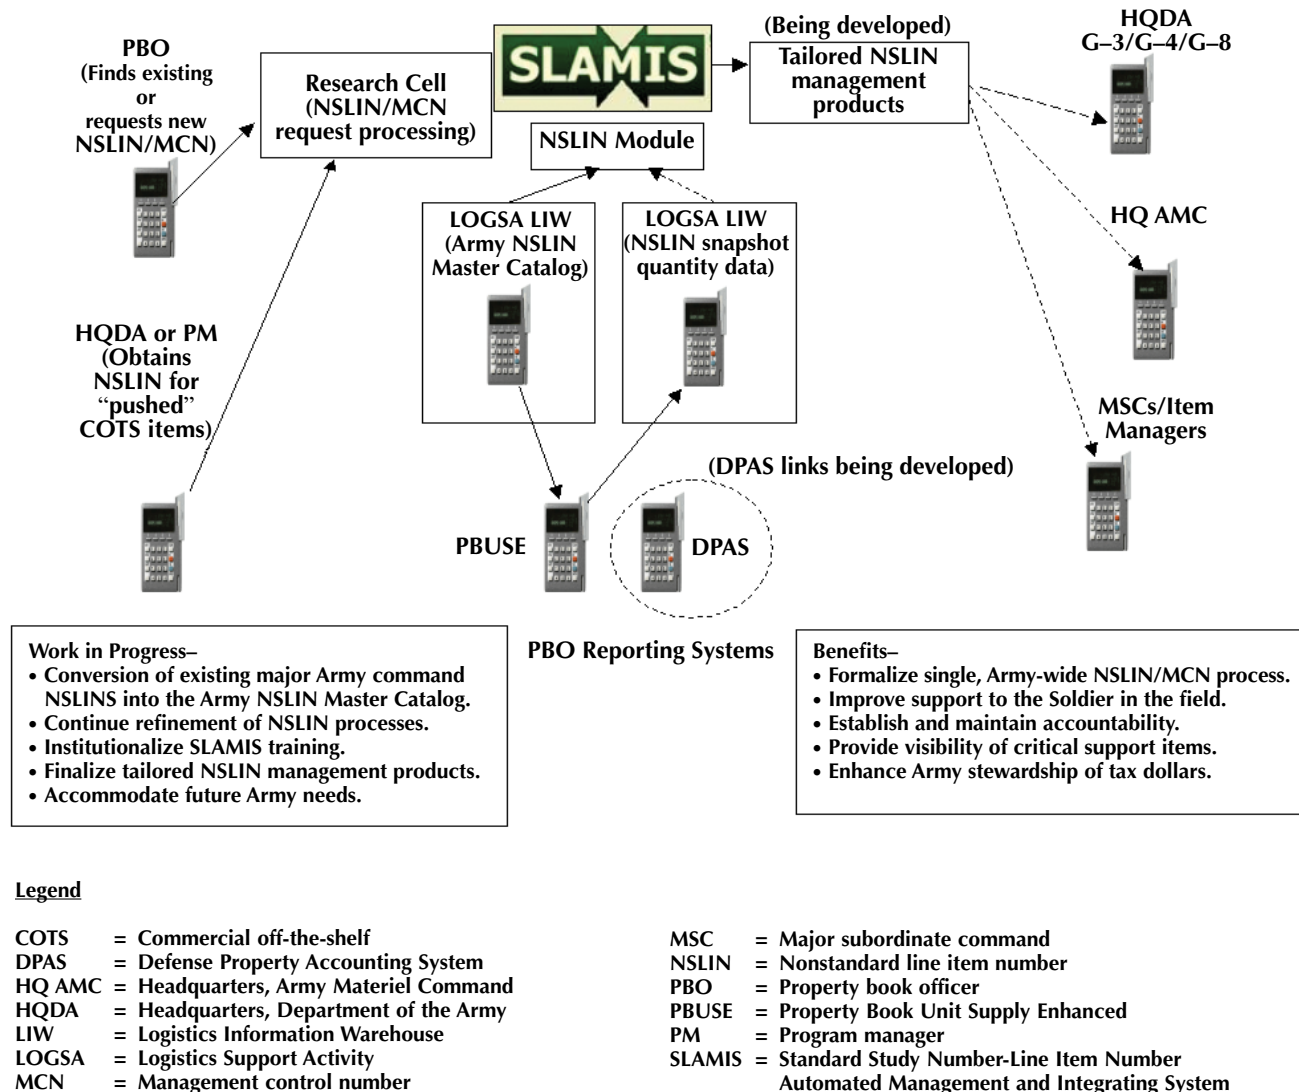 PBO
(Finds existing
or
requests new
NSLIN/MCN)
Research Cell
(NSLIN/MCN
request processing)
SLAMIS
NSLIN Module
(Being developed)
Tailored NSLIN
management
products
HQDA
G–3/G–4/G–8
HQ AMC
MSCs/Item
Managers
LOGSA LIW
(Army NSLIN
Master Catalog)
LOGSA LIW
(NSLIN snapshot
quantity data)
HQDA or PM
(Obtains
NSLIN for
“pushed”
COTS items)
(DPAS links being developed)
PBUSE
DPAS
PBO Reporting Systems
Work in Progress–
• Conversion of existing major Army command
NSLINS into the Army NSLIN Master Catalog.
• Continue refinement of NSLIN processes.
• Institutionalize SLAMIS training.
• Finalize tailored NSLIN management products.
• Accommodate future Army needs.
Benefits–
• Formalize single, Army-wide NSLIN/MCN process.
• Improve support to the Soldier in the field.
• Establish and maintain accountability.
• Provide visibility of critical support items.
• Enhance Army stewardship of tax dollars.
Legend
COTS = Commercial off-the-shelf
DPAS = Defense Property Accounting System
HQ AMC = Headquarters, Army Materiel Command
HQDA = Headquarters, Department of the Army
LIW = Logistics Information Warehouse
LOGSA = Logistics Support Activity
MCN = Management control number
MSC = Major subordinate command
NSLIN = Nonstandard line item number
PBO = Property book officer
PBUSE = Property Book Unit Supply Enhanced
PM = Program manager
SLAMIS = Standard Study Number-Line Item Number
Automated Management and Integrating System